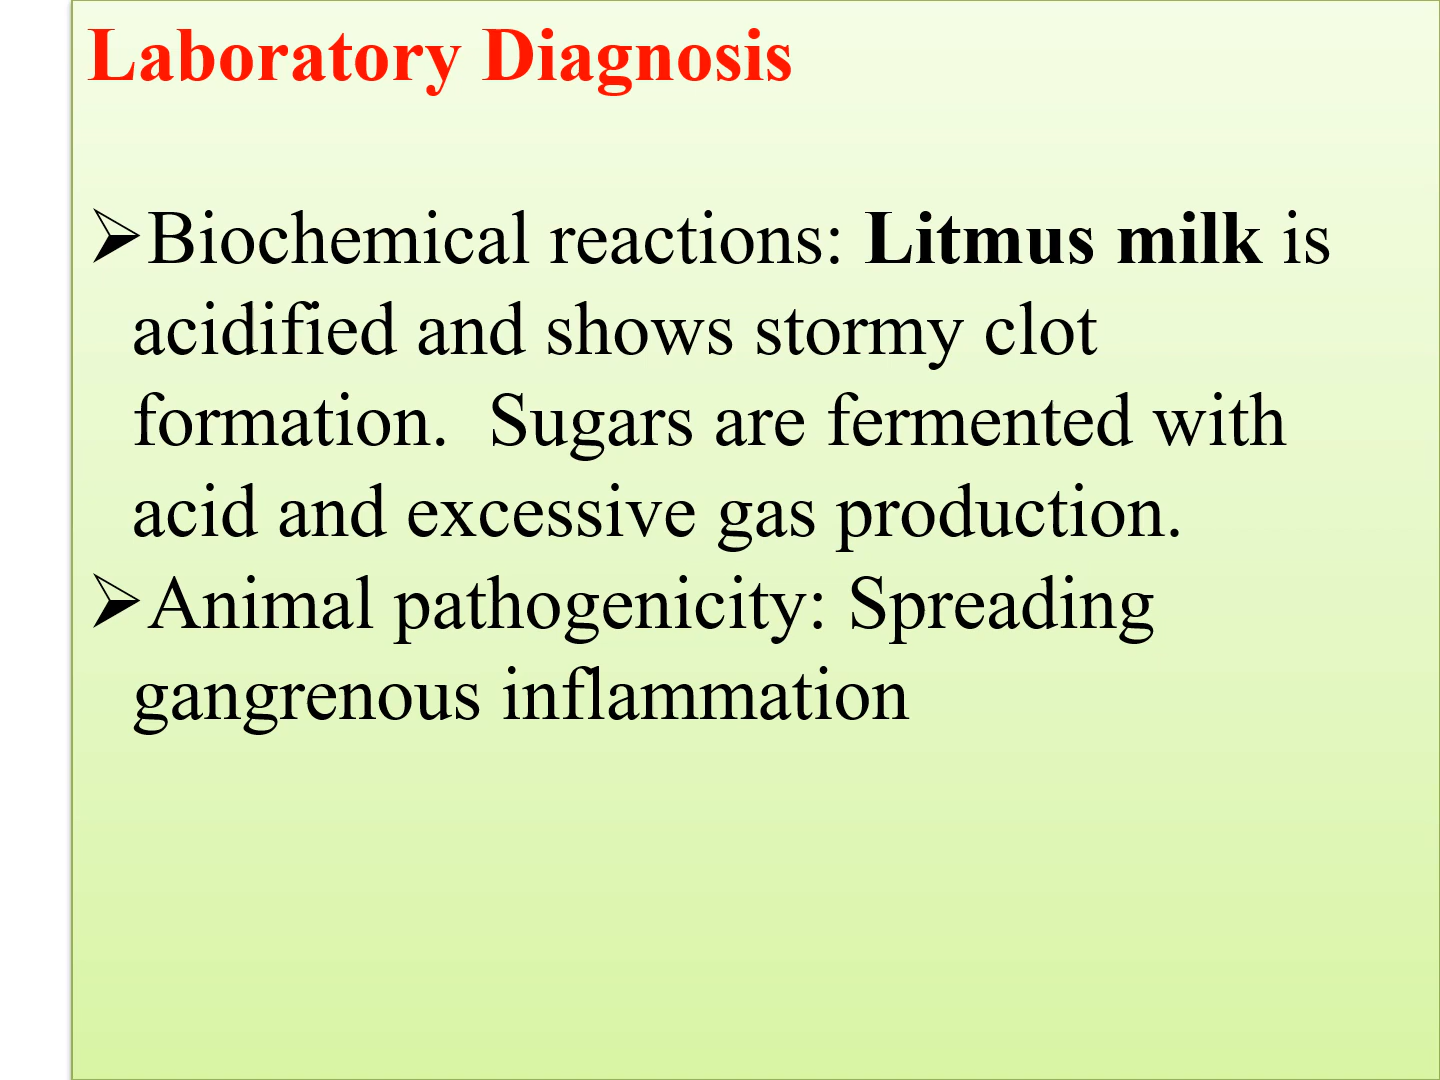 Laboratory Diagnosis
➢Biochemical reactions: Litmus milk is
acidified and shows stormy clot
formation.  Sugars are fermented with
acid and excessive gas production.
➢Animal pathogenicity: Spreading
gangrenous inflammation